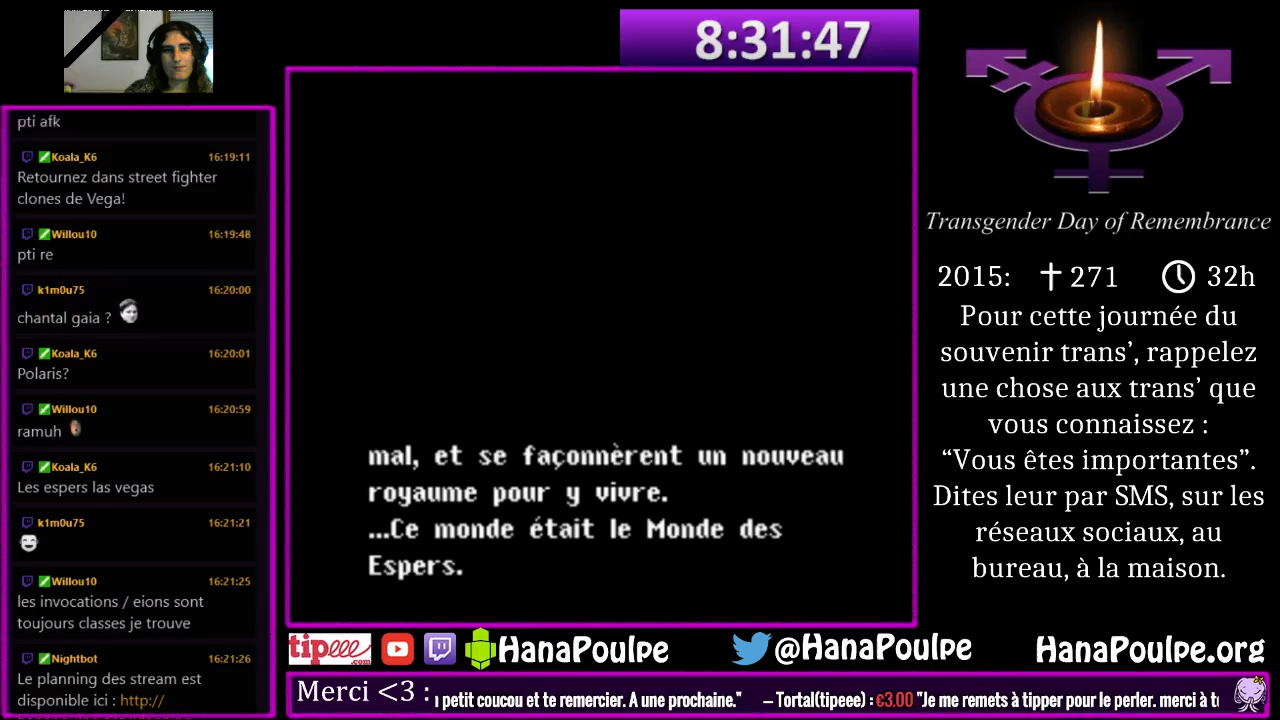 8:31:47
pti afk
Koala_K6 16:19:11
Retournez dans street fighter
clones de Vega!
Willou10 16:19:48
pti re
k1m0u75 16:20:00
chantal gaia ?
Koala_K6 16:20:01
Polaris?
Willou10 16:20:59
ramuh
Koala_K6 16:21:10
Les espers las vegas
k1m0u75 16:21:21
Willou10 16:21:25
les invocations / eions sont
toujours classes je trouve
Nightbot 16:21:26
Le planning des stream est
disponible ici : http://
mal, et se façonnèrent un nouveau
royaume pour y vivre.
...Ce monde était le Monde des
Espers.
Transgender Day of Remembrance
2015: 271 32h
Pour cette journée du
souvenir trans’, rappelez
une chose aux trans’ que
vous connaissez :
“Vous êtes importantes”.
Dites leur par SMS, sur les
réseaux sociaux, au
bureau, à la maison.
tipeee.com HanaPoulpe @HanaPoulpe HanaPoulpe.org
Merci <3 : petit coucou et te remercier. A une prochaine." — Tortal(tipeee) : €3.00 "Je me remets à tipper pour le perler. merci à tu